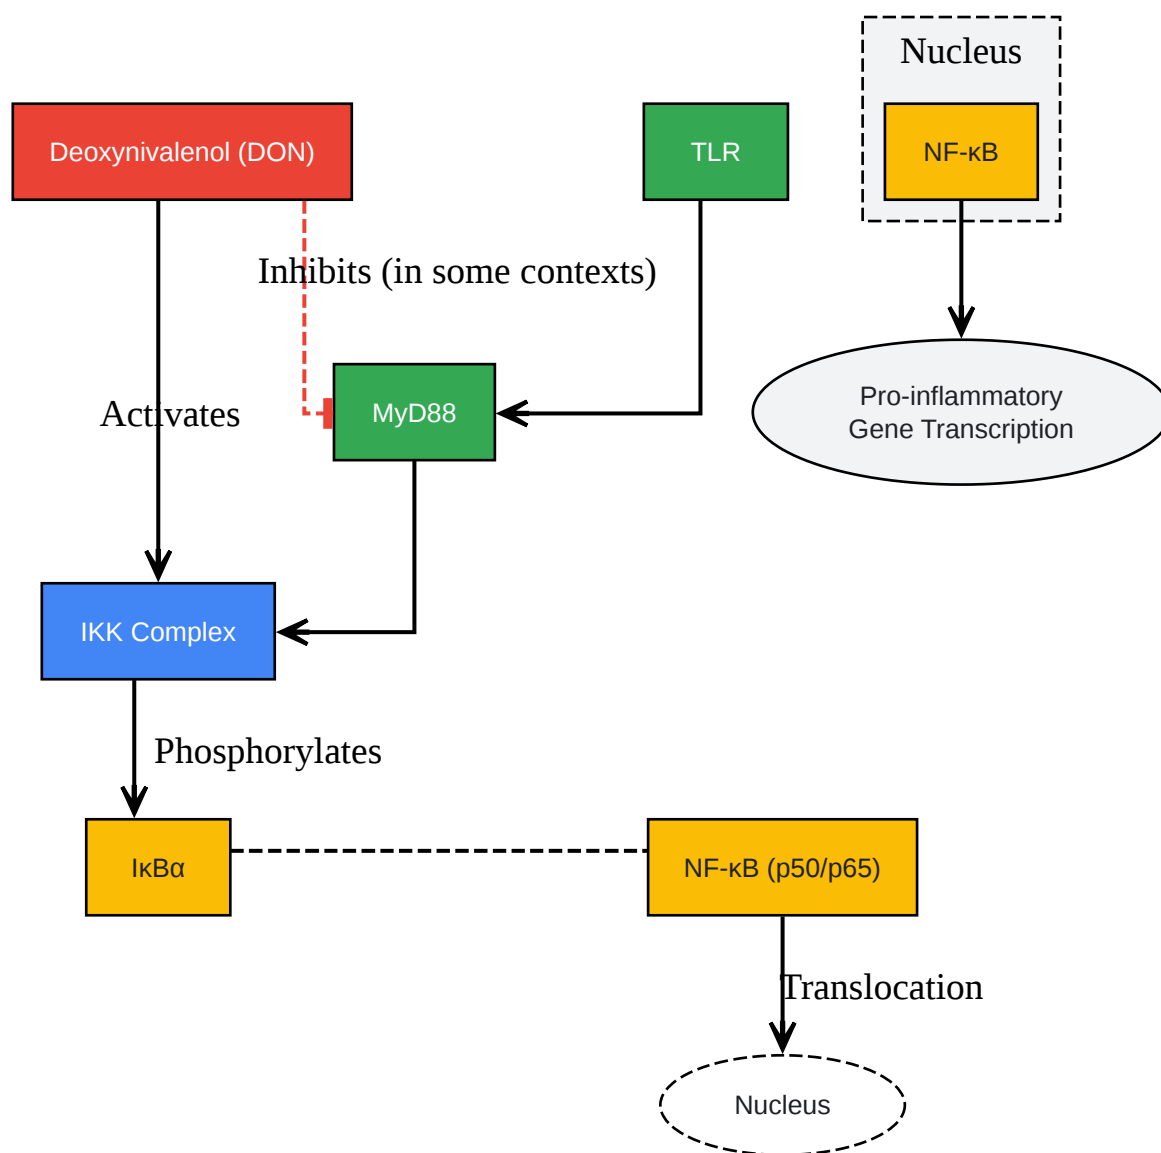 Nucleus
Deoxynivalenol (DON)
TLR
NF-κB
Inhibits (in some contexts)
Activates
MyD88
Pro-inflammatory
Gene Transcription
IKK Complex
Phosphorylates
IκBα
NF-κB (p50/p65)
Translocation
Nucleus